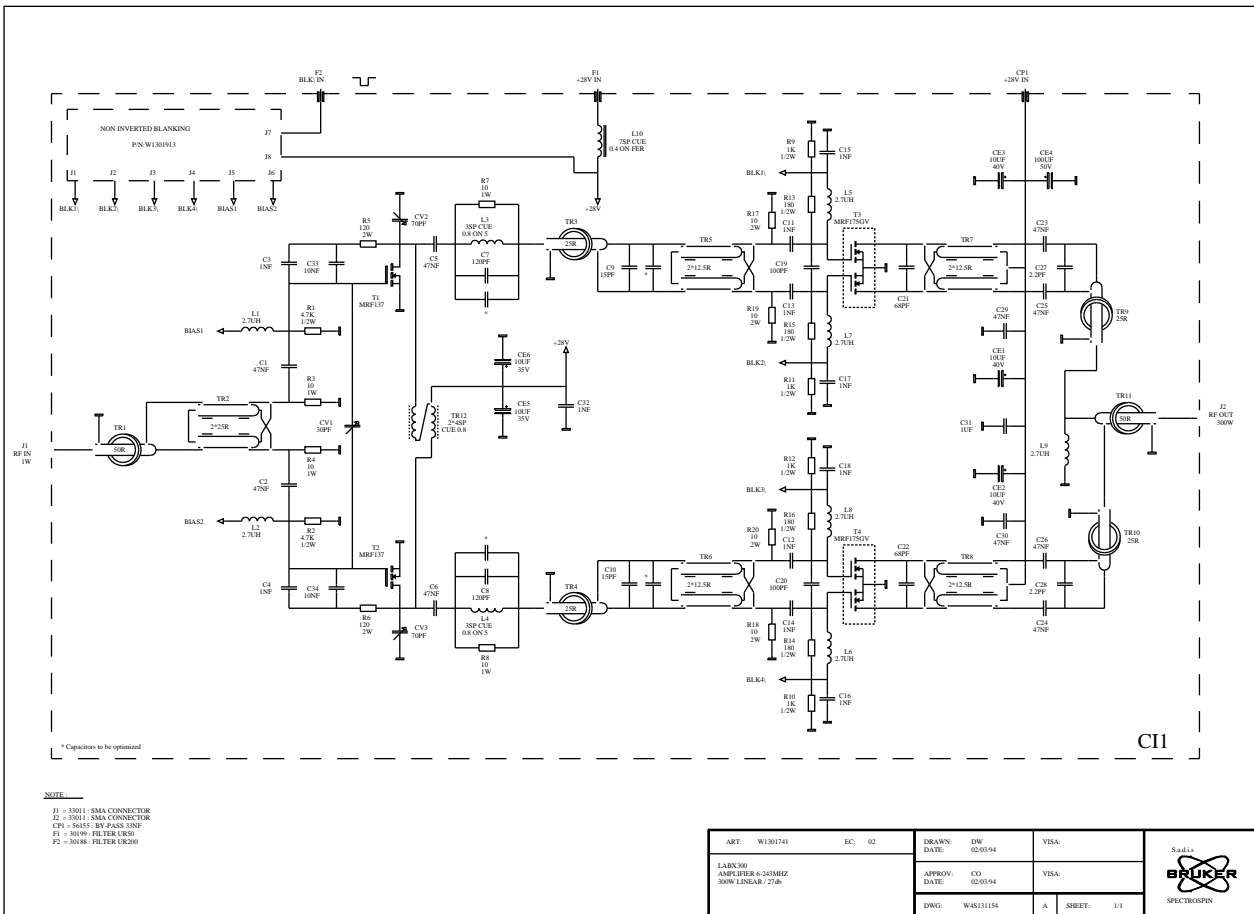 F2
BLK\ IN
F1
+28V IN
CP1
+28V IN
NON INVERTED BLANKING
P/N:W1301913
J7
J8
J1
J2
J3
J4
J5
J6
BLK1\
BLK2\
BLK3\
BLK4\
BIAS1
BIAS2
L10
7SP CUE
0.4 ON FER
+28V
R7
10
1W
L3
3SP CUE
0.8 ON 5
C7
120PF
*
R5
120
2W
CV2
70PF
C5
47NF
C3
1NF
C33
10NF
T1
MRF137
TR3
25R
C9
15PF
*
TR5
2*12.5R
R9
1K
1/2W
C15
1NF
BLK1\
R13
180
1/2W
L5
2.7UH
R17
10
2W
C11
1NF
T3
MRF175GV
C19
100PF
C21
68PF
R19
10
2W
C13
1NF
R15
180
1/2W
L7
2.7UH
BLK2\
R11
1K
1/2W
C17
1NF
CE3
10UF
40V
CE4
100UF
50V
TR7
2*12.5R
C23
47NF
C27
2.2PF
C25
47NF
C29
47NF
TR9
25R
CE1
10UF
40V
C31
1UF
L9
2.7UH
TR11
50R
J2
RF OUT
300W
CE2
10UF
40V
C30
47NF
TR10
25R
BIAS1
L1
2.7UH
R1
4.7K
1/2W
C1
47NF
R3
10
1W
J1
RF IN
1W
TR1
50R
TR2
2*25R
CV1
30PF
R4
10
1W
C2
47NF
BIAS2
L2
2.7UH
R2
4.7K
1/2W
TR12
2*4SP
CUE 0.8
CE6
10UF
35V
CE5
10UF
35V
+28V
C32
1NF
T2
MRF137
C4
1NF
C34
10NF
R6
120
2W
CV3
70PF
C6
47NF
*
C8
120PF
L4
3SP CUE
0.8 ON 5
R8
10
1W
TR4
25R
C10
15PF
*
TR6
2*12.5R
R12
1K
1/2W
C18
1NF
BLK3\
R16
180
1/2W
L8
2.7UH
R20
10
2W
C12
1NF
T4
MRF175GV
C20
100PF
C22
68PF
TR8
2*12.5R
C26
47NF
C28
2.2PF
C24
47NF
R18
10
2W
C14
1NF
R14
180
1/2W
L6
2.7UH
BLK4\
R10
1K
1/2W
C16
1NF
* Capacitors to be optimized
CI1
NOTE :
J1 = 33011 : SMA CONNECTOR
J2 = 33011 : SMA CONNECTOR
CP1 = 56155 : BY-PASS 33NF
F1 = 30199 : FILTER UR50
F2 = 30188 : FILTER UR200
ART: W1301741 EC: 02
LABX300
AMPLIFIER 6-243MHZ
300W LINEAR / 27db
DRAWN: DW
DATE: 02/03/94
VISA:
APPROV: CO
DATE: 02/03/94
VISA:
DWG: W4S131154 A SHEET: 1/1
S.a.d.i.s
BRUKER
SPECTROSPIN